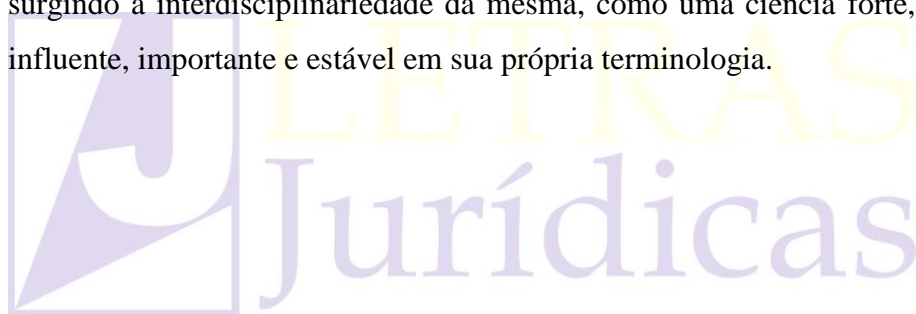 surgindo a interdisciplinariedade da mesma, como uma ciência forte,
influente, importante e estável em sua própria terminologia.
LETRAS
Jurídicas